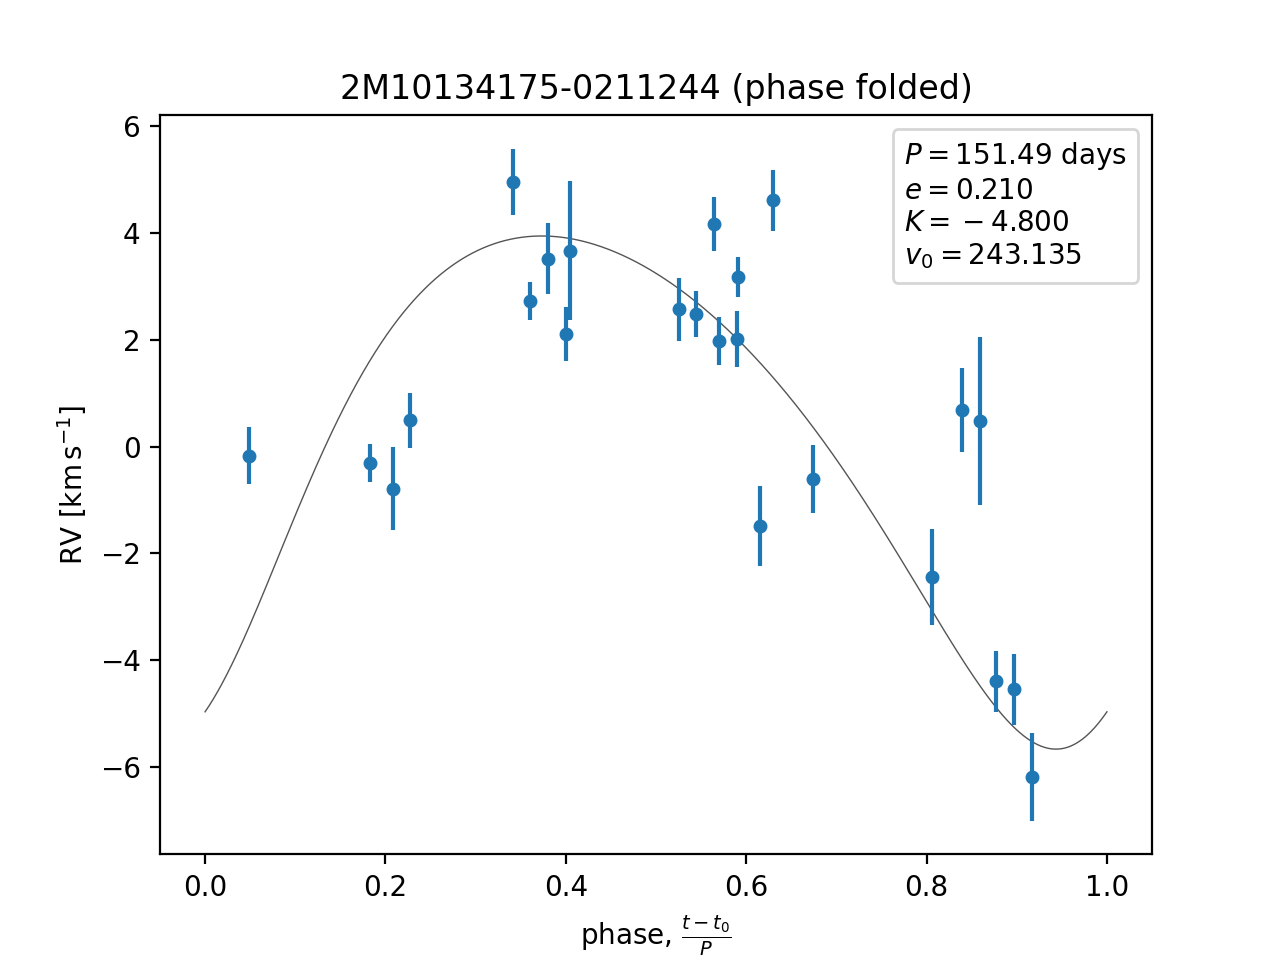 2M10134175-0211244 (phase folded)
P = 151.49 days
e = 0.210
K = −4.800
v₀ = 243.135
6
4
2
0
−2
−4
−6
RV [km s⁻¹]
0.0 0.2 0.4 0.6 0.8 1.0
phase, (t − t₀)/P